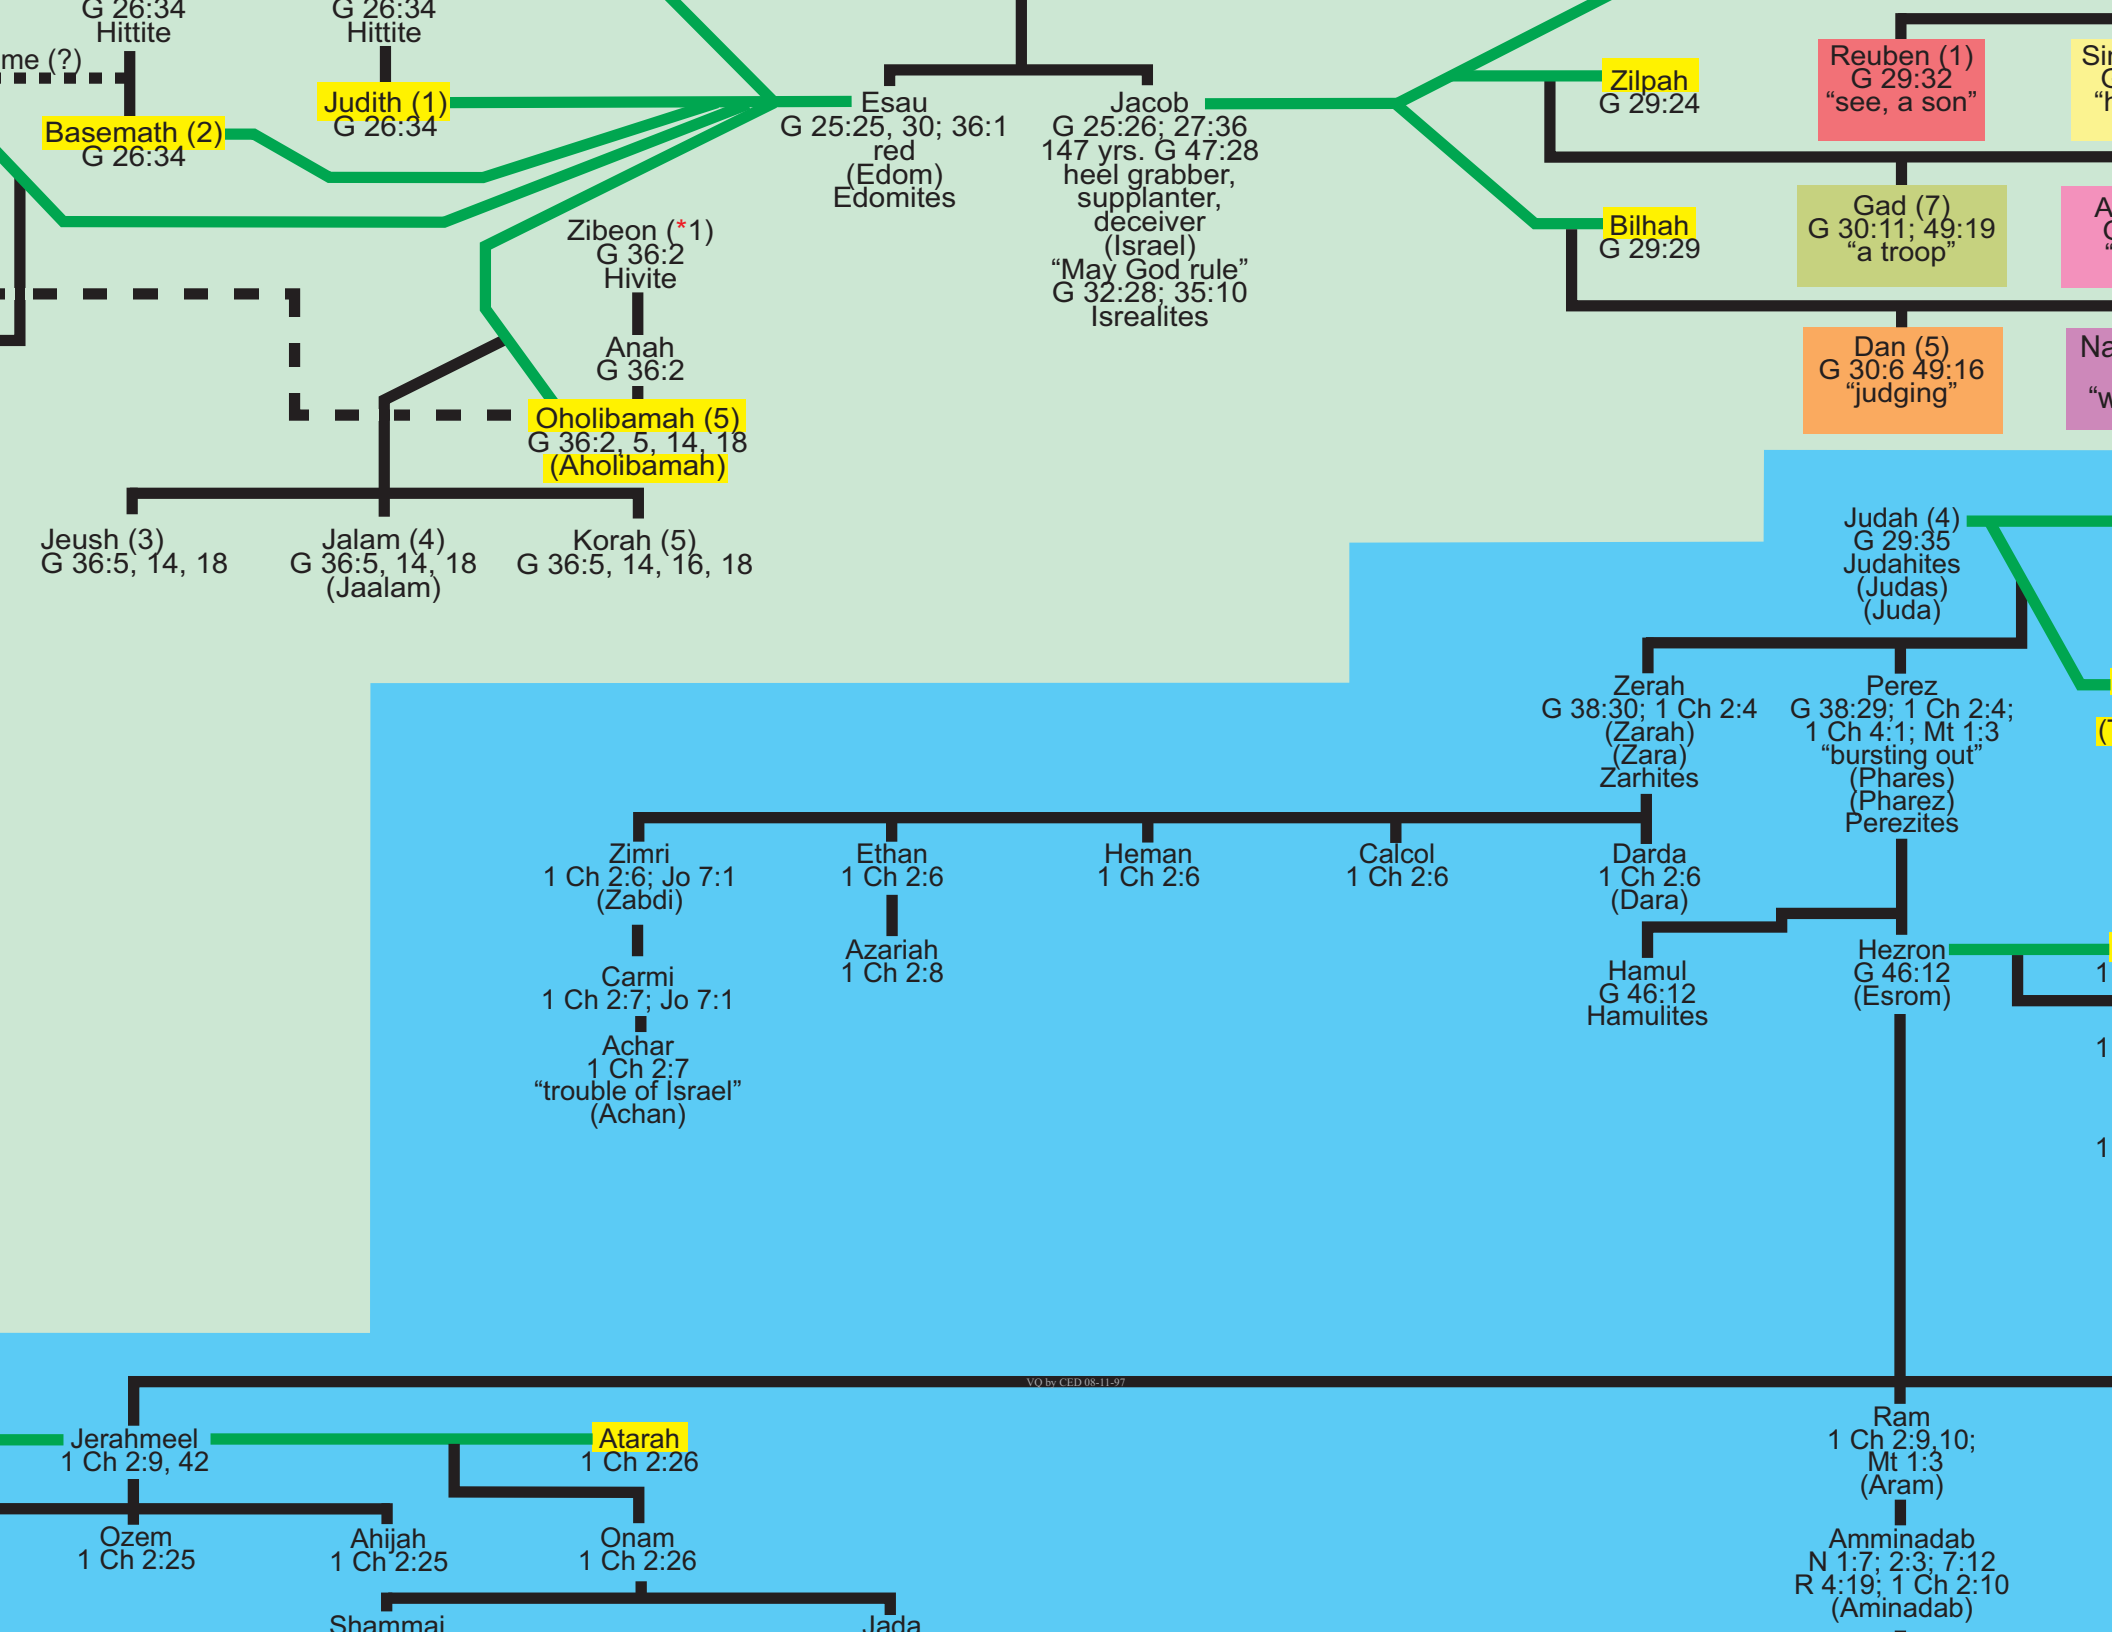 G 26:34
Hittite
G 26:34
Hittite
me (?)
Judith (1)
G 26:34
Basemath (2)
G 26:34
Esau
G 25:25, 30; 36:1
red
(Edom)
Edomites
Jacob
G 25:26; 27:36
147 yrs. G 47:28
heel grabber,
supplanter,
deceiver
(Israel)
“May God rule”
G 32:28; 35:10
Isrealites
Zilpah
G 29:24
Bilhah
G 29:29
Reuben (1)
G 29:32
“see, a son”
Gad (7)
G 30:11; 49:19
“a troop”
Dan (5)
G 30:6 49:16
“judging”
Na
Zibeon (*1)
G 36:2
Hivite
Anah
G 36:2
Oholibamah (5)
G 36:2, 5, 14, 18
(Aholibamah)
Jeush (3)
G 36:5, 14, 18
Jalam (4)
G 36:5, 14, 18
(Jaalam)
Korah (5)
G 36:5, 14, 16, 18
Judah (4)
G 29:35
Judahites
(Judas)
(Juda)
Zerah
G 38:30; 1 Ch 2:4
(Zarah)
(Zara)
Zarhites
Perez
G 38:29; 1 Ch 2:4;
1 Ch 4:1; Mt 1:3
“bursting out”
(Phares)
(Pharez)
Perezites
Zimri
1 Ch 2:6; Jo 7:1
(Zabdi)
Ethan
1 Ch 2:6
Heman
1 Ch 2:6
Calcol
1 Ch 2:6
Darda
1 Ch 2:6
(Dara)
Carmi
1 Ch 2:7; Jo 7:1
Azariah
1 Ch 2:8
Hamul
G 46:12
Hamulites
Hezron
G 46:12
(Esrom)
1
1
1
Achar
1 Ch 2:7
“trouble of Israel”
(Achan)
VQ by CED 08-11-97
Jerahmeel
1 Ch 2:9, 42
Atarah
1 Ch 2:26
Ram
1 Ch 2:9,10;
Mt 1:3
(Aram)
Ozem
1 Ch 2:25
Ahijah
1 Ch 2:25
Onam
1 Ch 2:26
Amminadab
N 1:7; 2:3; 7:12
R 4:19; 1 Ch 2:10
(Aminadab)
Shammai
Jada